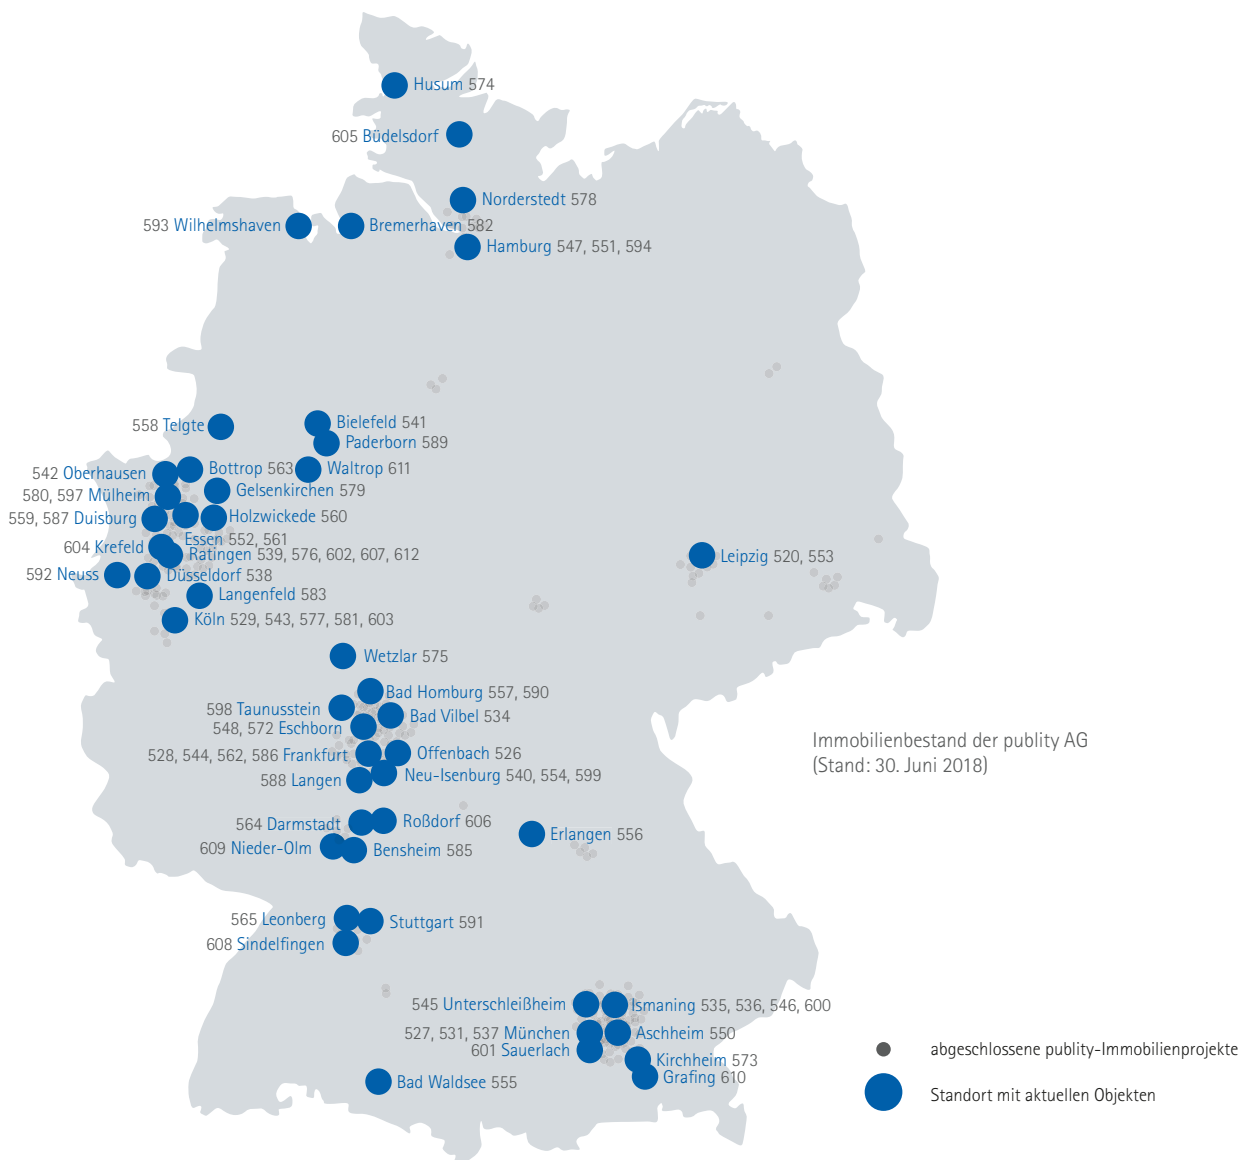 Husum 574
605 Büdelsdorf
Norderstedt 578
593 Wilhelmshaven
Bremerhaven 582
Hamburg 547, 551, 594
558 Telgte
Bielefeld 541
Paderborn 589
542 Oberhausen
Bottrop 563
Waltrop 611
580, 597 Mülheim
Gelsenkirchen 579
559, 587 Duisburg
Holzwickede 560
Essen 552, 561
604 Krefeld
Ratingen 539, 576, 602, 607, 612
Leipzig 520, 553
592 Neuss
Düsseldorf 538
Langenfeld 583
Köln 529, 543, 577, 581, 603
Wetzlar 575
Bad Homburg 557, 590
598 Taunusstein
Bad Vilbel 534
548, 572 Eschborn
528, 544, 562, 586 Frankfurt
Offenbach 526
588 Langen
Neu-Isenburg 540, 554, 599
Immobilienbestand der publity AG
(Stand: 30. Juni 2018)
564 Darmstadt
Roßdorf 606
Erlangen 556
609 Nieder-Olm
Bensheim 585
565 Leonberg
Stuttgart 591
608 Sindelfingen
545 Unterschleißheim
Ismaning 535, 536, 546, 600
527, 531, 537 München
Aschheim 550
601 Sauerlach
Kirchheim 573
Grafing 610
Bad Waldsee 555
abgeschlossene publity-Immobilienprojekte
Standort mit aktuellen Objekten